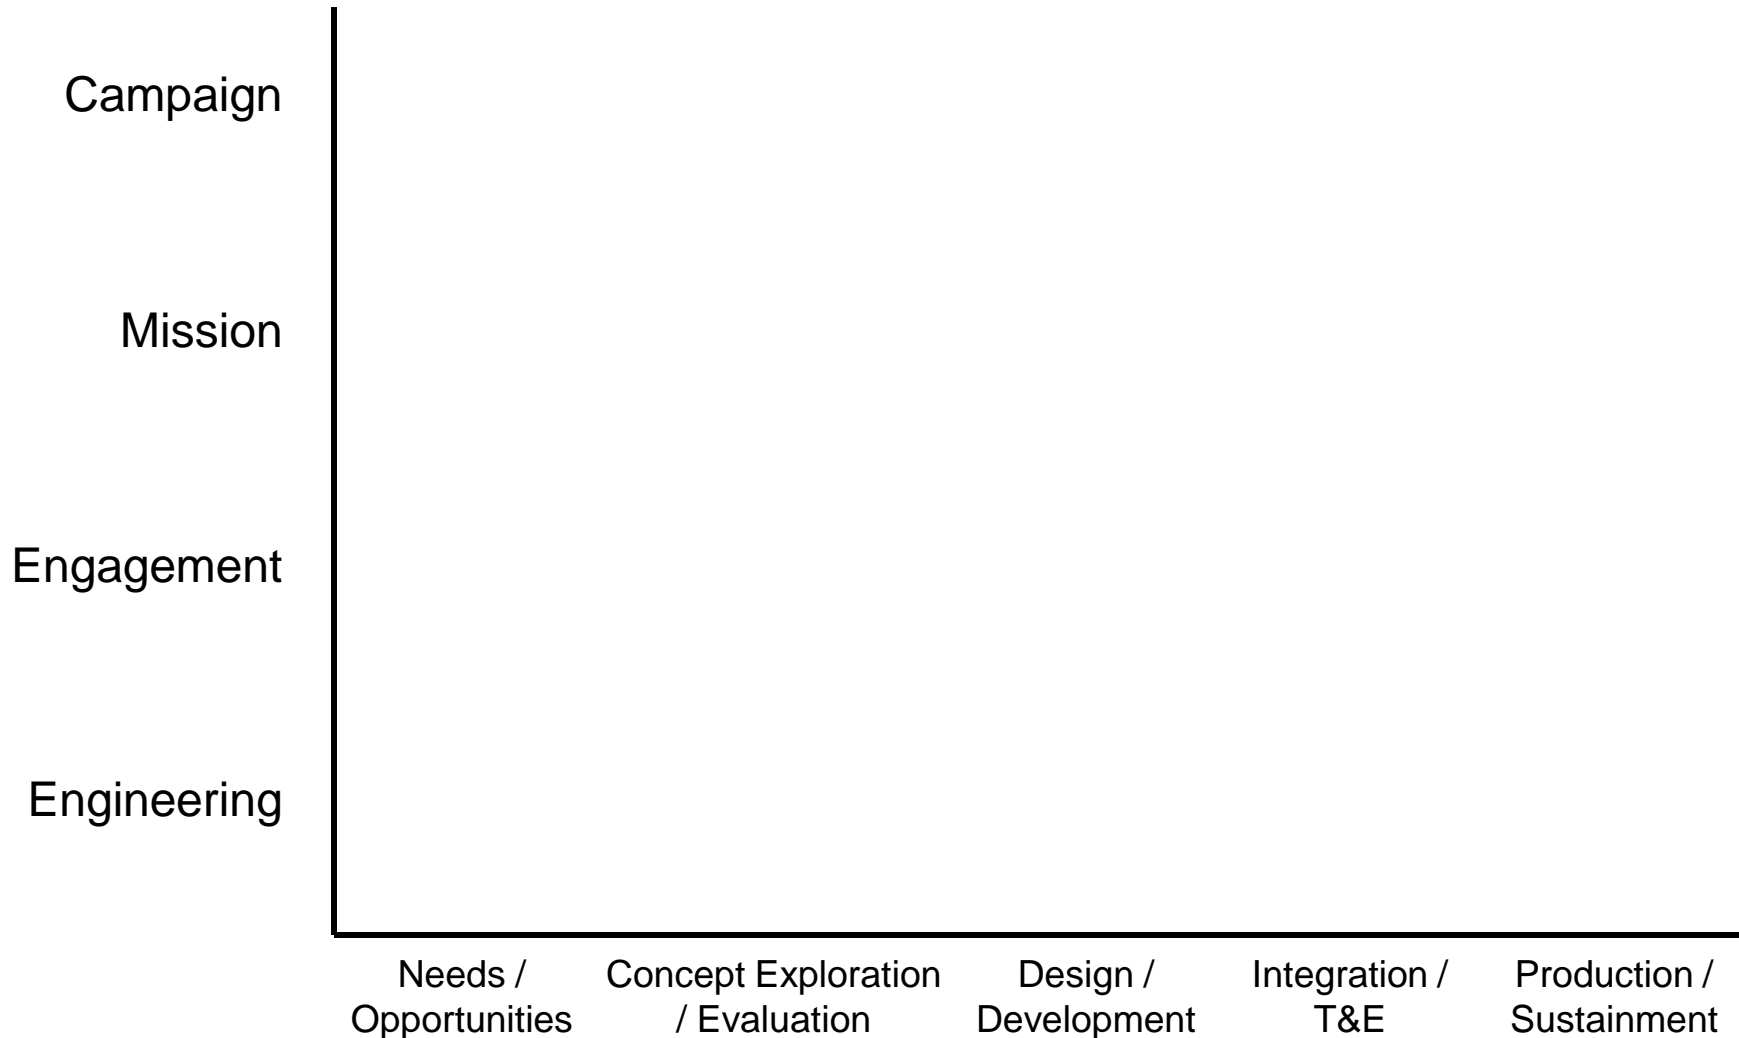 Campaign
Mission
Engagement
Engineering
Needs / Concept Exploration Design / Integration / Production /
Opportunities / Evaluation Development T&E Sustainment